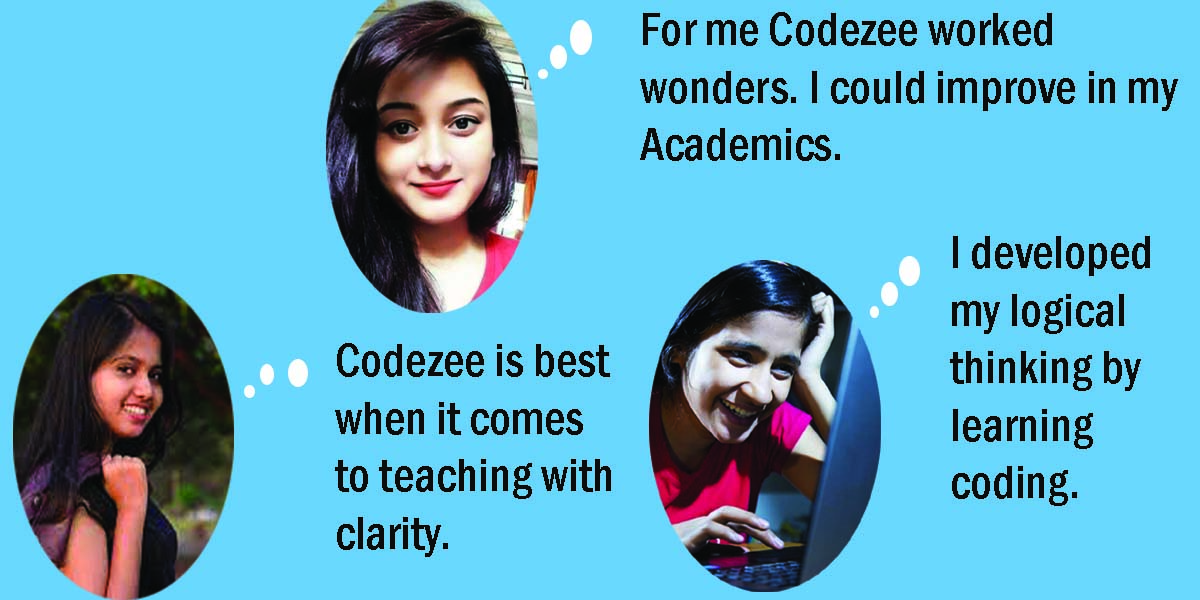 For me Codezee worked
wonders. I could improve in my
Academics.
I developed
my logical
thinking by
learning
coding.
Codezee is best
when it comes
to teaching with
clarity.